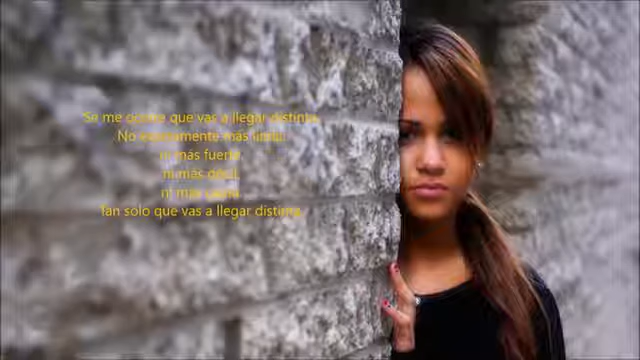 Se me ocurre que vas a llegar distinta
No exactamente más linda
ni más fuerte
ni más dócil
ni más cauta
Tan solo que vas a llegar distinta